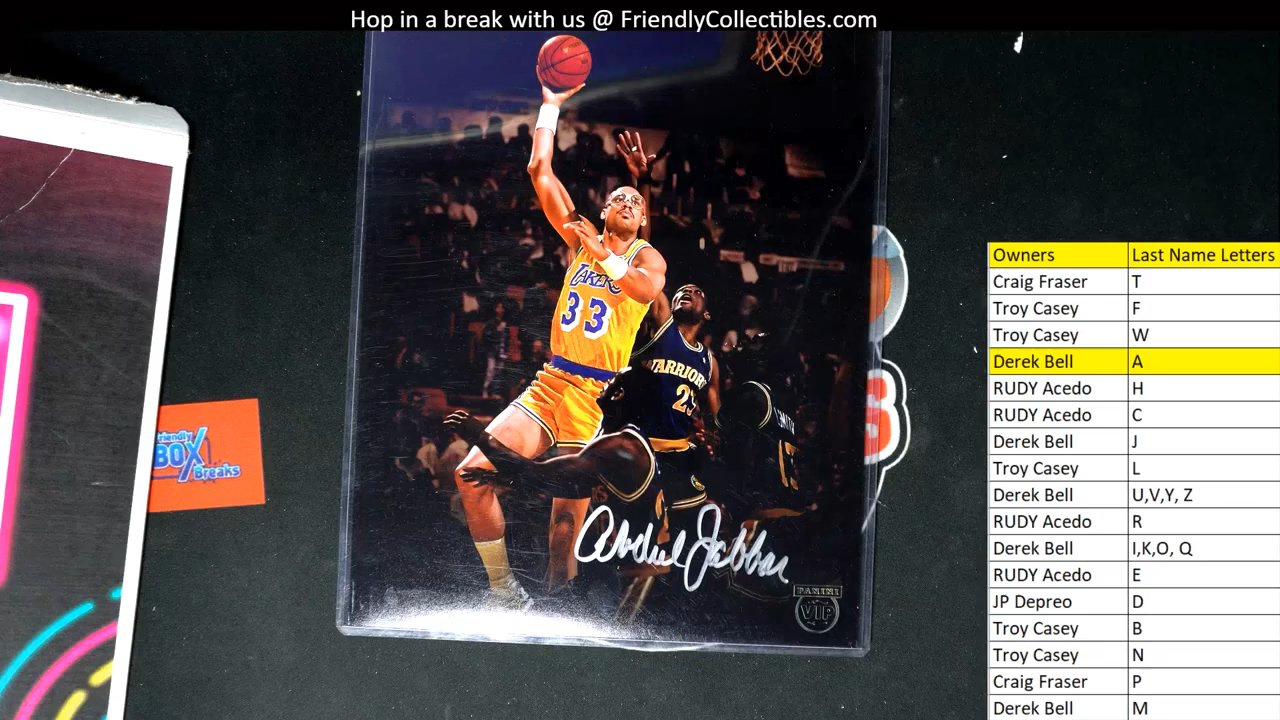 Hop in a break with us @ FriendlyCollectibles.com
LAKERS
33
WARRIORS
SMITH
Abdul Jabbar
PANINI
VIP
Friendly
BOX
Breaks
S
Owners Last Name Letters
Craig Fraser T
Troy Casey F
Troy Casey W
Derek Bell A
RUDY Acedo H
RUDY Acedo C
Derek Bell J
Troy Casey L
Derek Bell U,V,Y, Z
RUDY Acedo R
Derek Bell I,K,O, Q
RUDY Acedo E
JP Depreo D
Troy Casey B
Troy Casey N
Craig Fraser P
Derek Bell M